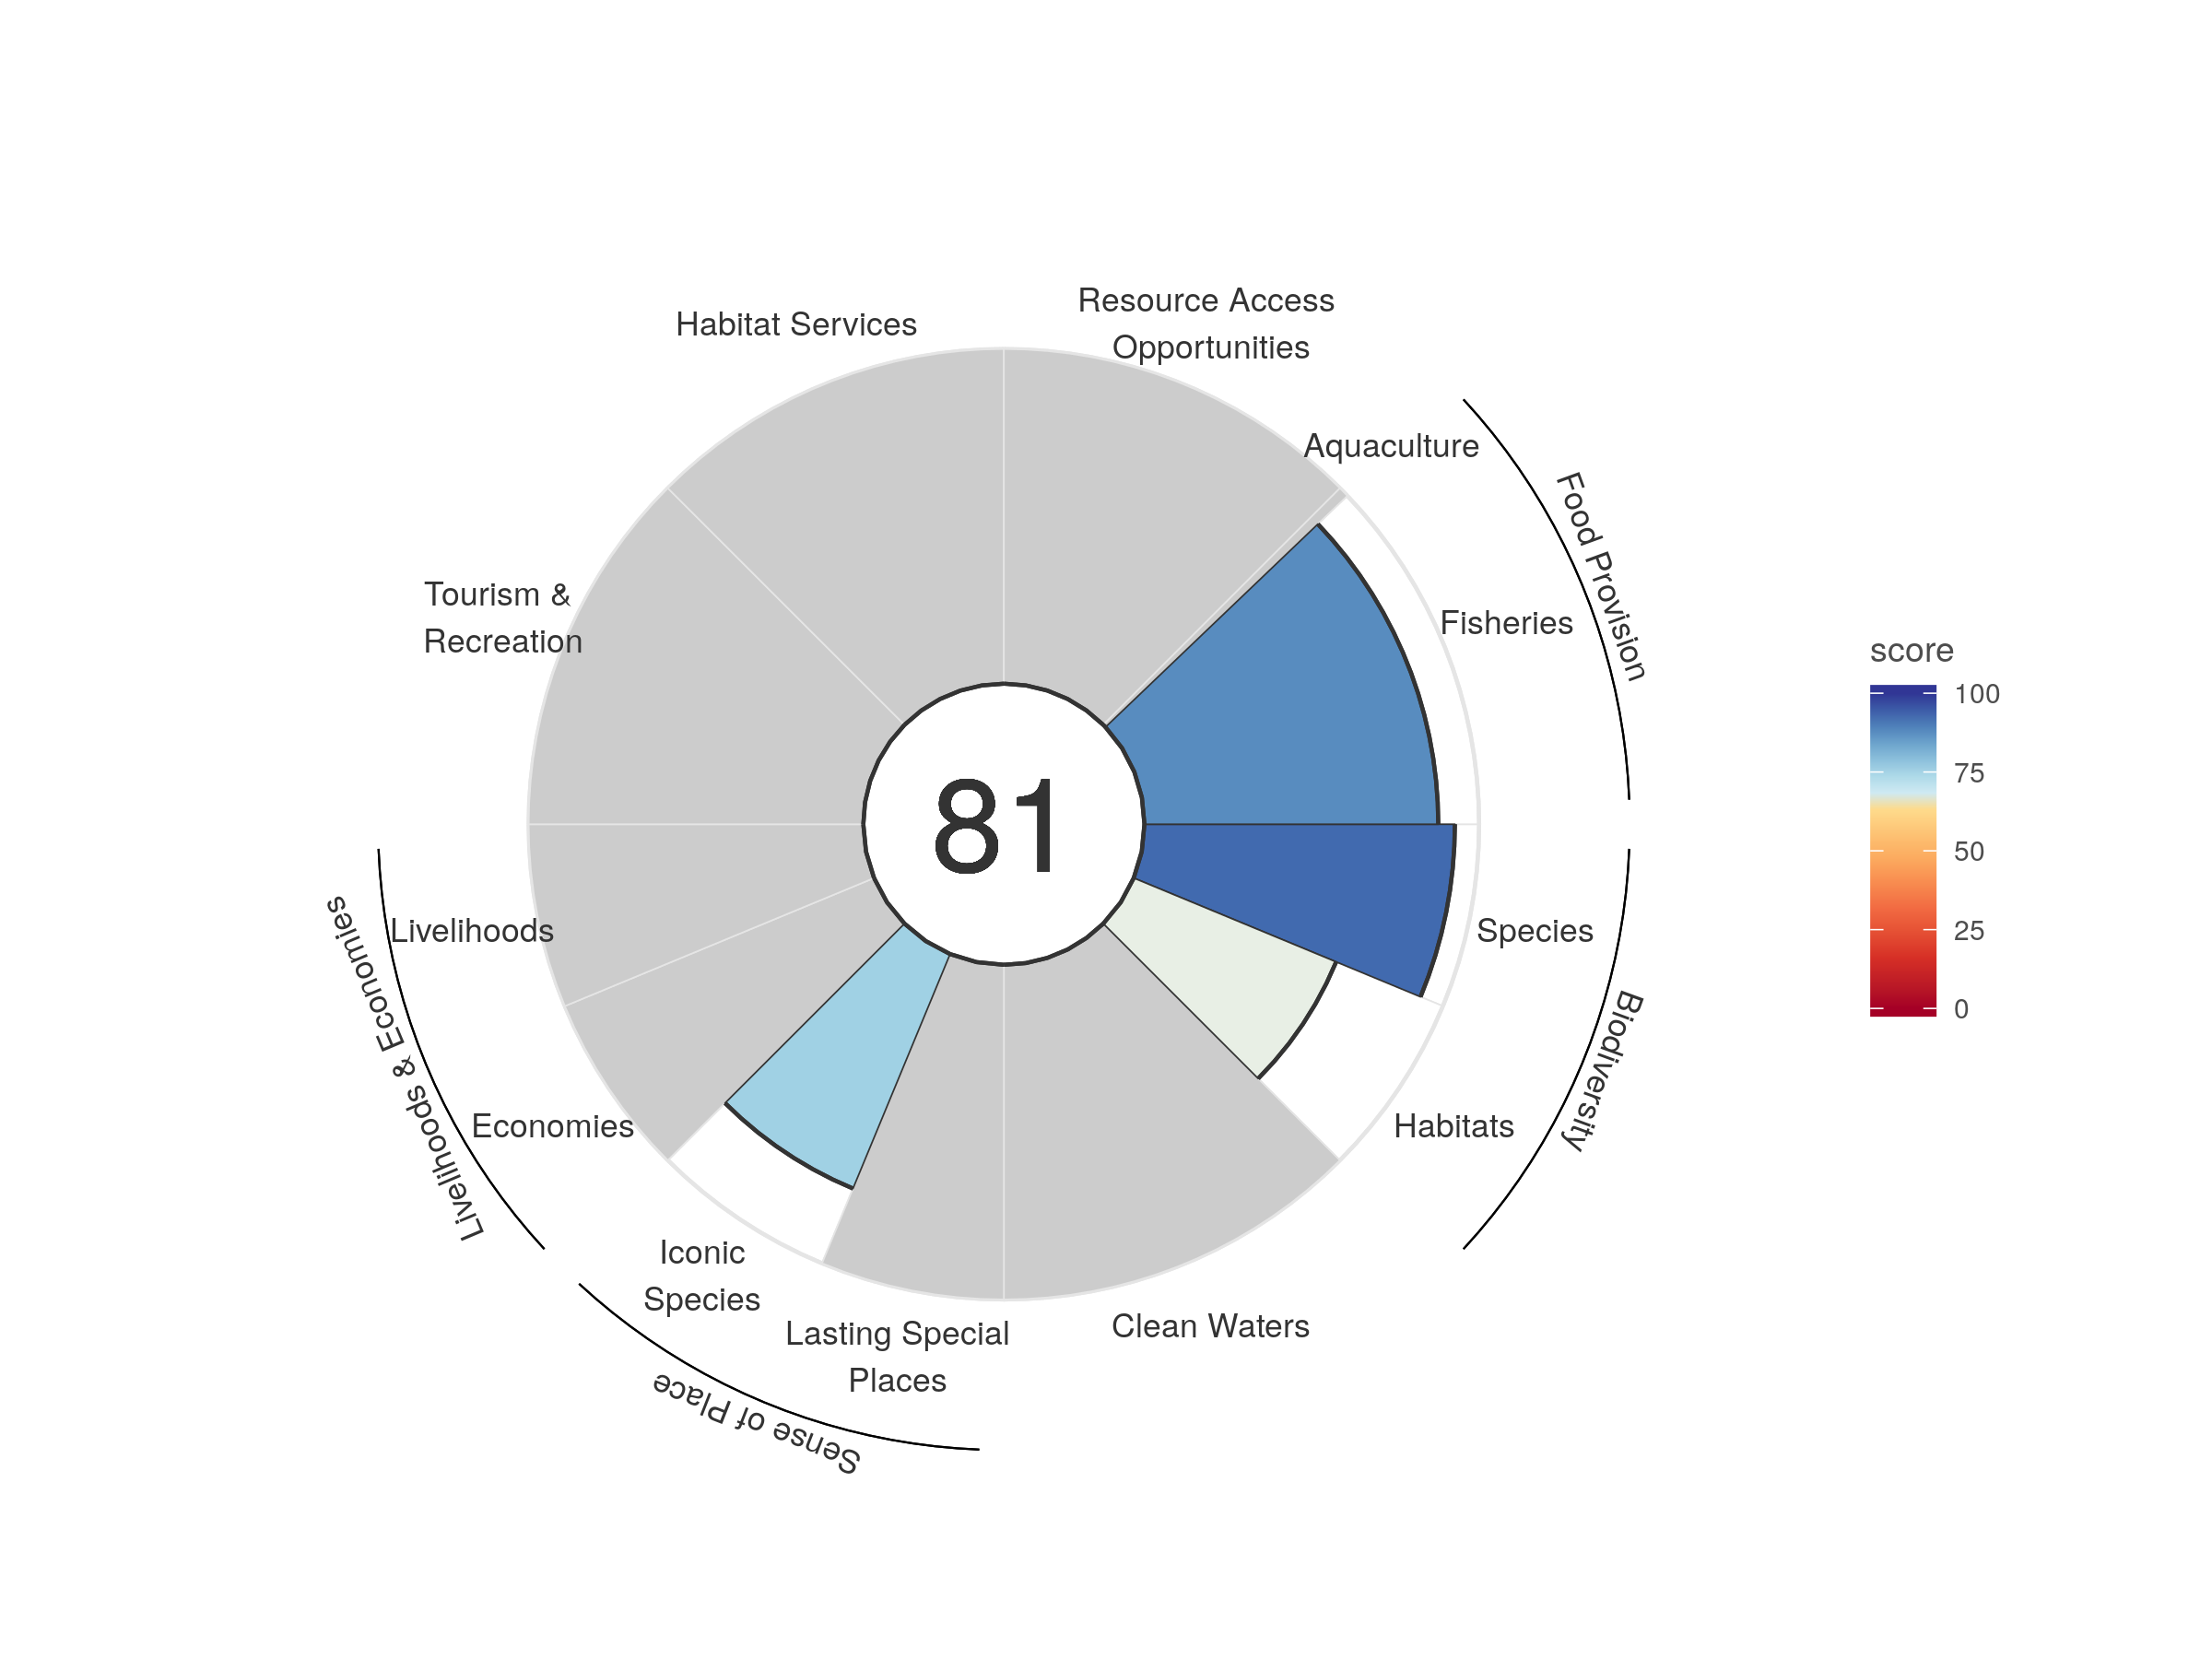 Resource Access
Opportunities
Habitat Services
Aquaculture
Food Provision
Tourism &
Recreation
Fisheries
score
100
75
50
25
0
81
Livelihoods
Species
Livelihoods & Economies
Biodiversity
Economies
Habitats
Iconic
Species
Lasting Special
Places
Clean Waters
Sense of Place